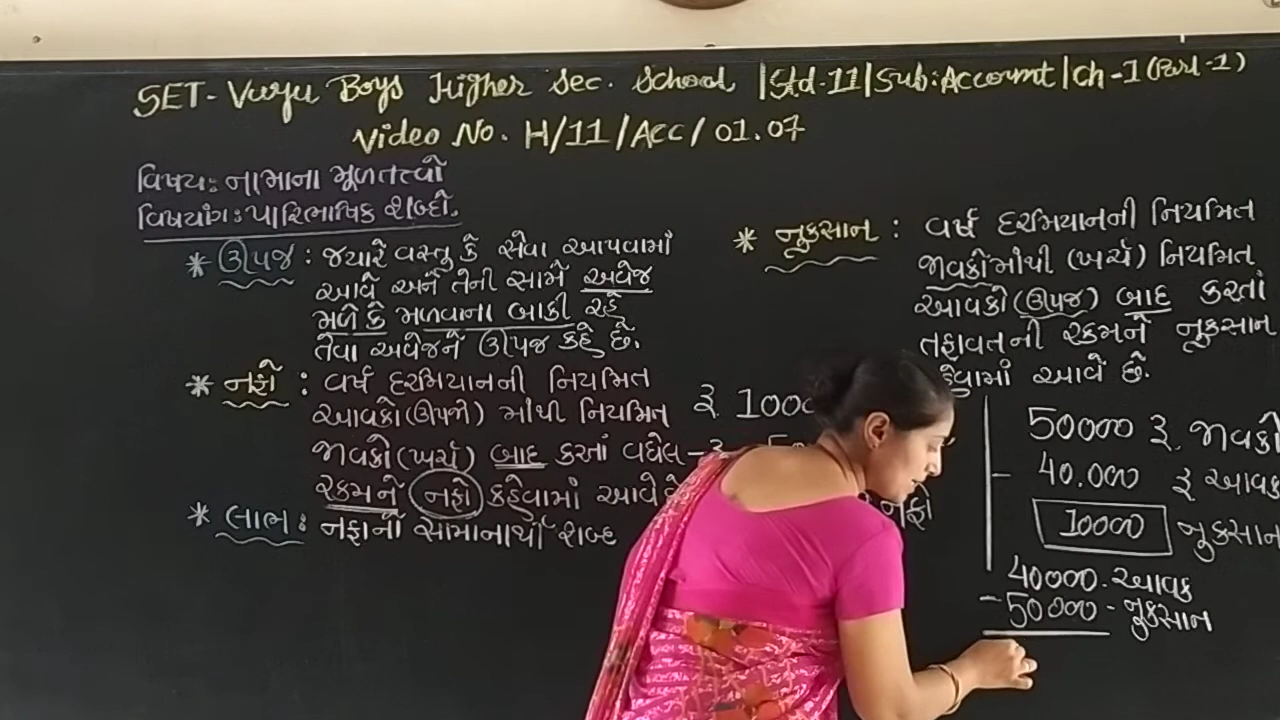 SET-Vuyu Boys Higher Sec. School |Std-11|Sub:Account|Ch-1(Part-1)
Video No. H/11/Acc/01.07
વિષય: નામાના મૂળતત્ત્વો
વિષયાંગ: પારિભાષિક શબ્દો.
* ઊપજ : જ્યારે વસ્તુ કે સેવા આપવામાં
આવે અને તેની સામે અવેજ
મળે કે મળવાના બાકી રહે
તેવા અવેજને ઊપજ કહે છે.
* નફો : વર્ષ દરમિયાનની નિયમિત
આવકો(ઊપજો) માંથી નિયમિત
જાવકો(ખર્ચ) બાદ કરતાં વધેલ
રકમને નફો કહેવામાં આવે છે
* લાભ: નફાનો સામાનાર્થી શબ્દ
રૂ 1000
નફો
* નૂકસાન : વર્ષ દરમિયાનની નિયમિત
જાવકોમાંથી (ખર્ચ) નિયમિત
આવકો(ઊપજ) બાદ કરતાં
તફાવતની રકમને નૂકસાન
કહેવામાં આવે છે.
50000 રૂ. જાવકો
- 40.000 રૂ આવક
10000 નૂકસાન
40000 - આવક
- 50000 - નૂકસાન